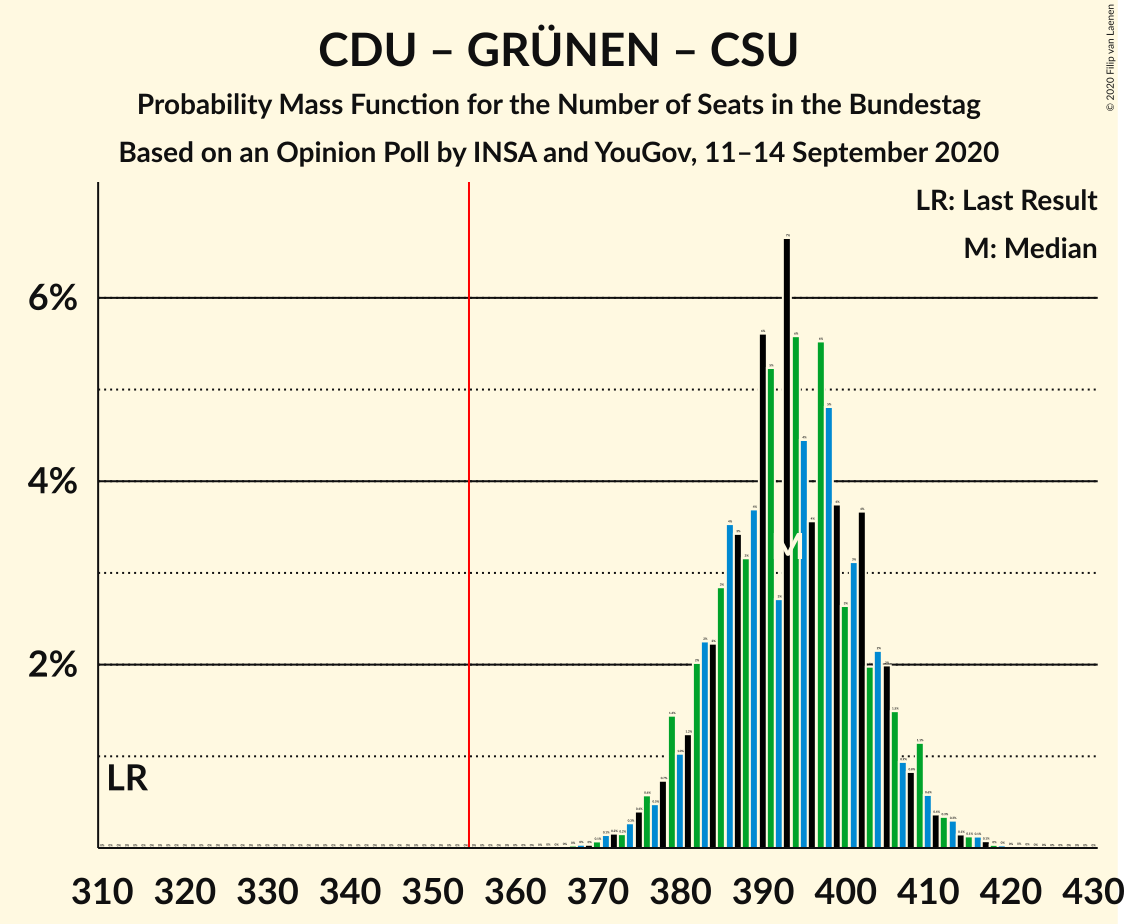 CDU – GRÜNEN – CSU
Probability Mass Function for the Number of Seats in the Bundestag
Based on an Opinion Poll by INSA and YouGov, 11–14 September 2020
© 2020 Filip van Laenen
LR: Last Result
M: Median
6%
4%
2%
M
LR
310 320 330 340 350 360 370 380 390 400 410 420 430